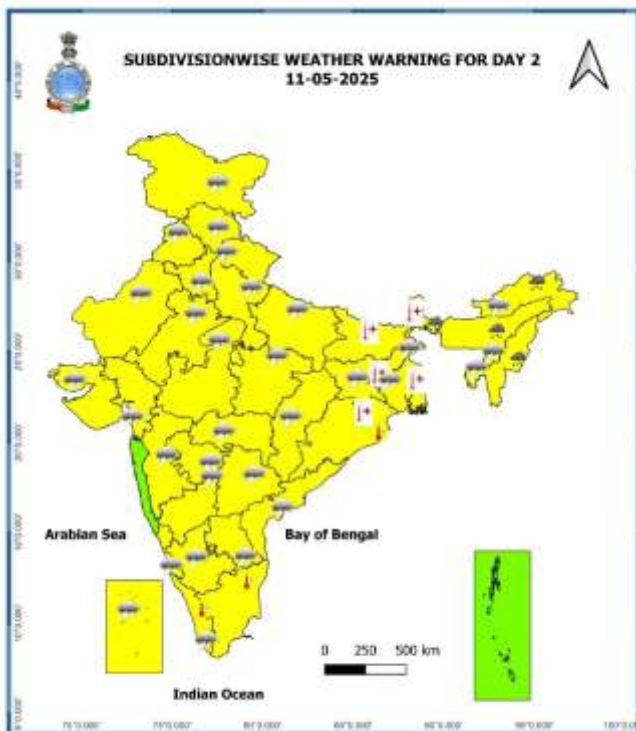 SUBDIVISIONWISE WEATHER WARNING FOR DAY 2
11-05-2025
Arabian Sea
Bay of Bengal
0 250 500 km
Indian Ocean